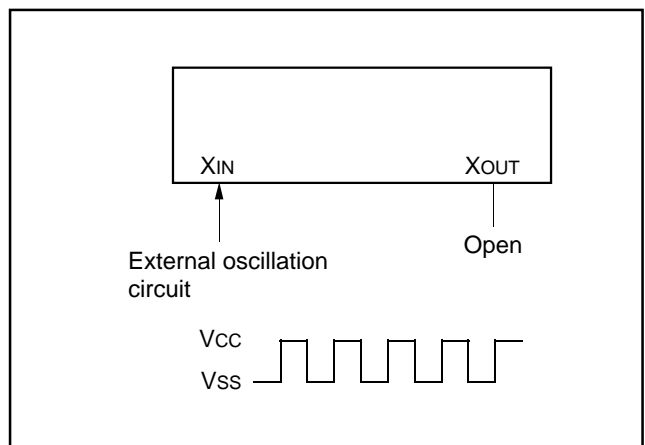 XIN XOUT
External oscillation
circuit
Open
VCC
VSS